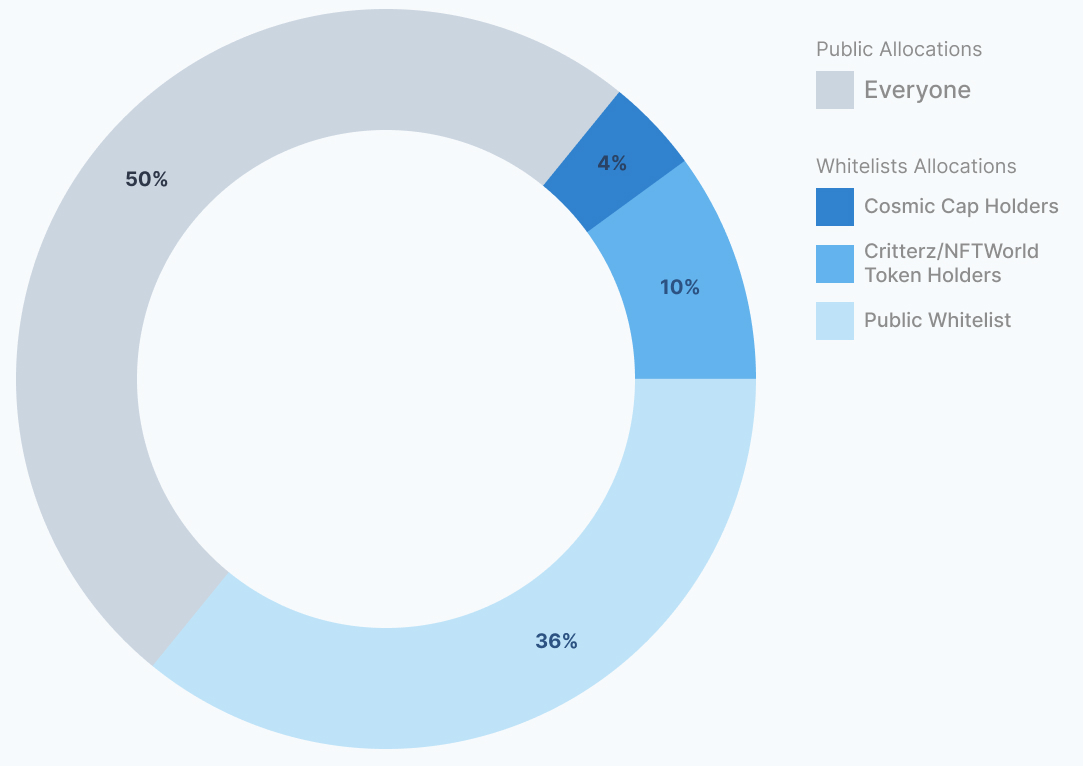 Public Allocations
Everyone
Whitelists Allocations
Cosmic Cap Holders
Critterz/NFTWorld
Token Holders
Public Whitelist
50%
4%
10%
36%